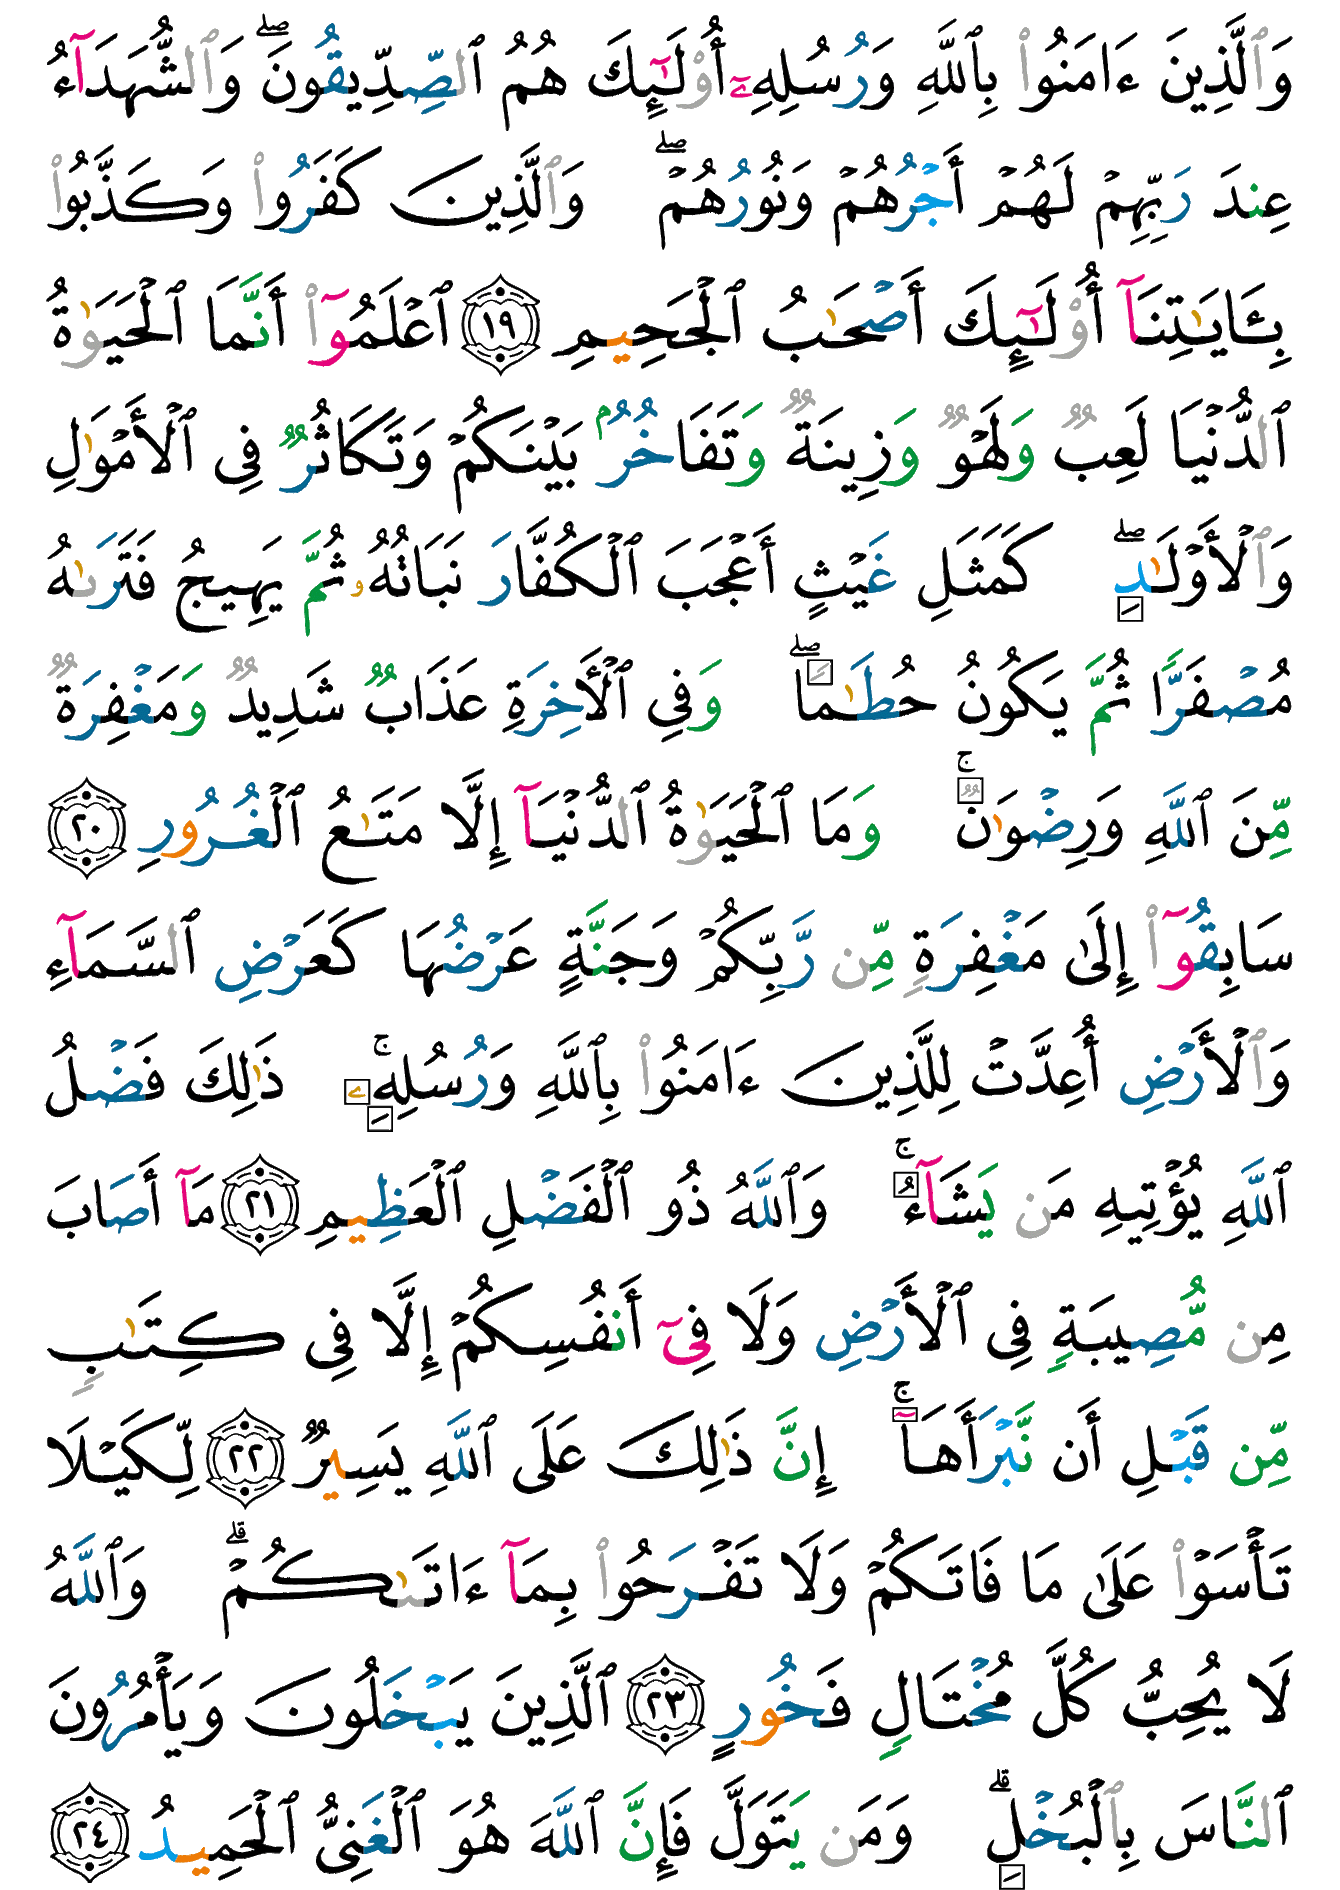 وَٱلَّذِينَ ءَامَنُوا۟ بِٱللَّهِ وَرُسُلِهِۦٓ أُو۟لَـٰٓئِكَ هُمُ ٱلصِّدِّيقُونَ ۖ وَٱلشُّهَدَآءُ
عِندَ رَبِّهِمْ لَهُمْ أَجْرُهُمْ وَنُورُهُمْ ۖ وَٱلَّذِينَ كَفَرُوا۟ وَكَذَّبُوا۟
بِـَٔايَـٰتِنَآ أُو۟لَـٰٓئِكَ أَصْحَـٰبُ ٱلْجَحِيمِ ١٩ ٱعْلَمُوٓا۟ أَنَّمَا ٱلْحَيَوٰةُ
ٱلدُّنْيَا لَعِبٌ وَلَهْوٌ وَزِينَةٌ وَتَفَاخُرٌۢ بَيْنَكُمْ وَتَكَاثُرٌ فِى ٱلْأَمْوَٰلِ
وَٱلْأَوْلَـٰدِ ۖ كَمَثَلِ غَيْثٍ أَعْجَبَ ٱلْكُفَّارَ نَبَاتُهُۥ ثُمَّ يَهِيجُ فَتَرَىٰهُ
مُصْفَرًّا ثُمَّ يَكُونُ حُطَـٰمًا ۖ وَفِى ٱلْـَٔاخِرَةِ عَذَابٌ شَدِيدٌ وَمَغْفِرَةٌ
مِّنَ ٱللَّهِ وَرِضْوَٰنٌ ۚ وَمَا ٱلْحَيَوٰةُ ٱلدُّنْيَآ إِلَّا مَتَـٰعُ ٱلْغُرُورِ ٢٠
سَابِقُوٓا۟ إِلَىٰ مَغْفِرَةٍ مِّن رَّبِّكُمْ وَجَنَّةٍ عَرْضُهَا كَعَرْضِ ٱلسَّمَآءِ
وَٱلْأَرْضِ أُعِدَّتْ لِلَّذِينَ ءَامَنُوا۟ بِٱللَّهِ وَرُسُلِهِۦ ۚ ذَٰلِكَ فَضْلُ
ٱللَّهِ يُؤْتِيهِ مَن يَشَآءُ ۚ وَٱللَّهُ ذُو ٱلْفَضْلِ ٱلْعَظِيمِ ٢١ مَآ أَصَابَ
مِن مُّصِيبَةٍ فِى ٱلْأَرْضِ وَلَا فِىٓ أَنفُسِكُمْ إِلَّا فِى كِتَـٰبٍ
مِّن قَبْلِ أَن نَّبْرَأَهَآ ۚ إِنَّ ذَٰلِكَ عَلَى ٱللَّهِ يَسِيرٌ ٢٢ لِّكَيْلَا
تَأْسَوْا۟ عَلَىٰ مَا فَاتَكُمْ وَلَا تَفْرَحُوا۟ بِمَآ ءَاتَىٰكُمْ ۗ وَٱللَّهُ
لَا يُحِبُّ كُلَّ مُخْتَالٍ فَخُورٍ ٢٣ ٱلَّذِينَ يَبْخَلُونَ وَيَأْمُرُونَ
ٱلنَّاسَ بِٱلْبُخْلِ ۗ وَمَن يَتَوَلَّ فَإِنَّ ٱللَّهَ هُوَ ٱلْغَنِىُّ ٱلْحَمِيدُ ٢٤